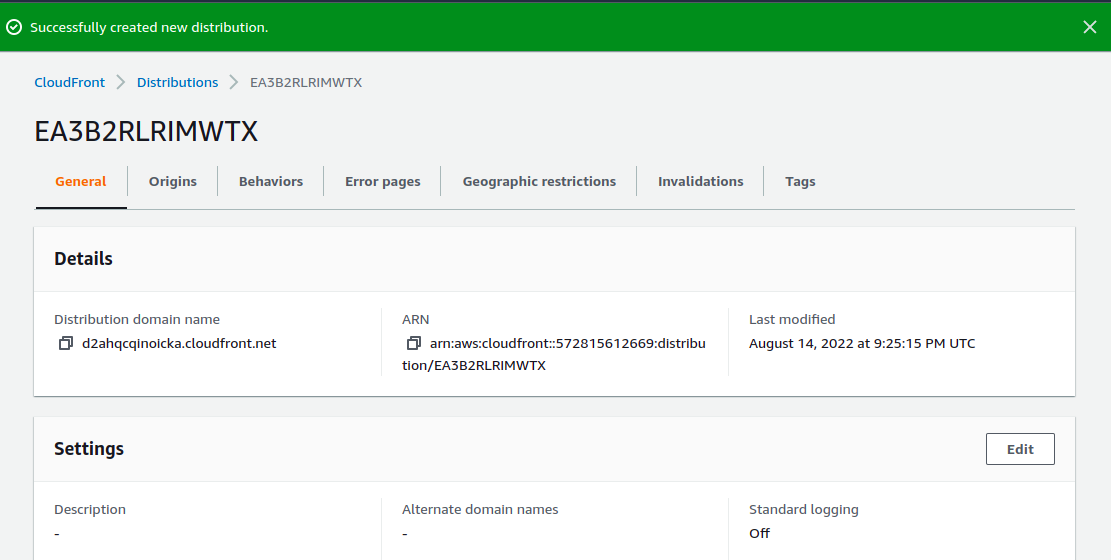 Successfully created new distribution.
CloudFront > Distributions > EA3B2RLRIMWTX
EA3B2RLRIMWTX
General Origins Behaviors Error pages Geographic restrictions Invalidations Tags
Details
Distribution domain name
d2ahqcqinoicka.cloudfront.net
ARN
arn:aws:cloudfront::572815612669:distribu
tion/EA3B2RLRIMWTX
Last modified
August 14, 2022 at 9:25:15 PM UTC
Settings
Edit
Description
-
Alternate domain names
-
Standard logging
Off